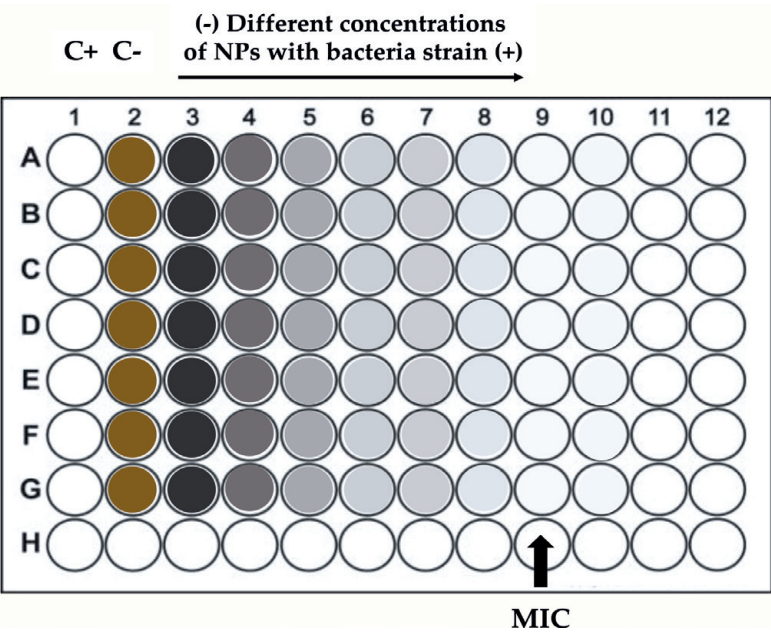 (-) Different concentrations
C+ C- of NPs with bacteria strain (+)
1 2 3 4 5 6 7 8 9 10 11 12
A
B
C
D
E
F
G
H
MIC